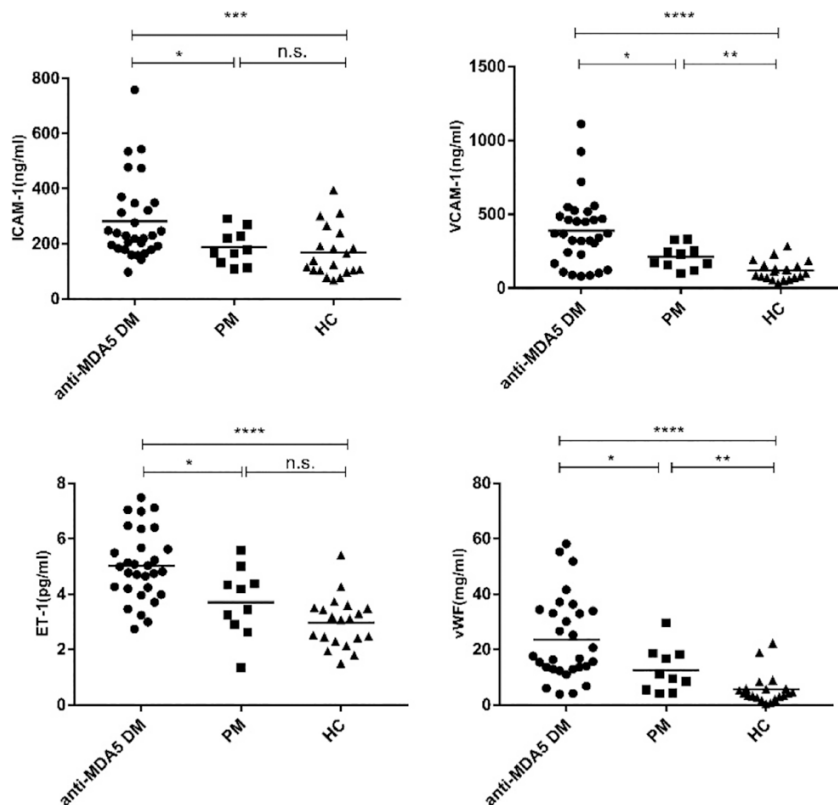 ***
*
n.s.
800
600
400
200
0
ICAM-1(ng/ml)
anti-MDA5 DM
PM
HC
****
*
**
1500
1000
500
0
VCAM-1(ng/ml)
anti-MDA5 DM
PM
HC
****
*
n.s.
8
6
4
2
0
ET-1(pg/ml)
anti-MDA5 DM
PM
HC
****
*
**
80
60
40
20
0
vWF(mg/ml)
anti-MDA5 DM
PM
HC